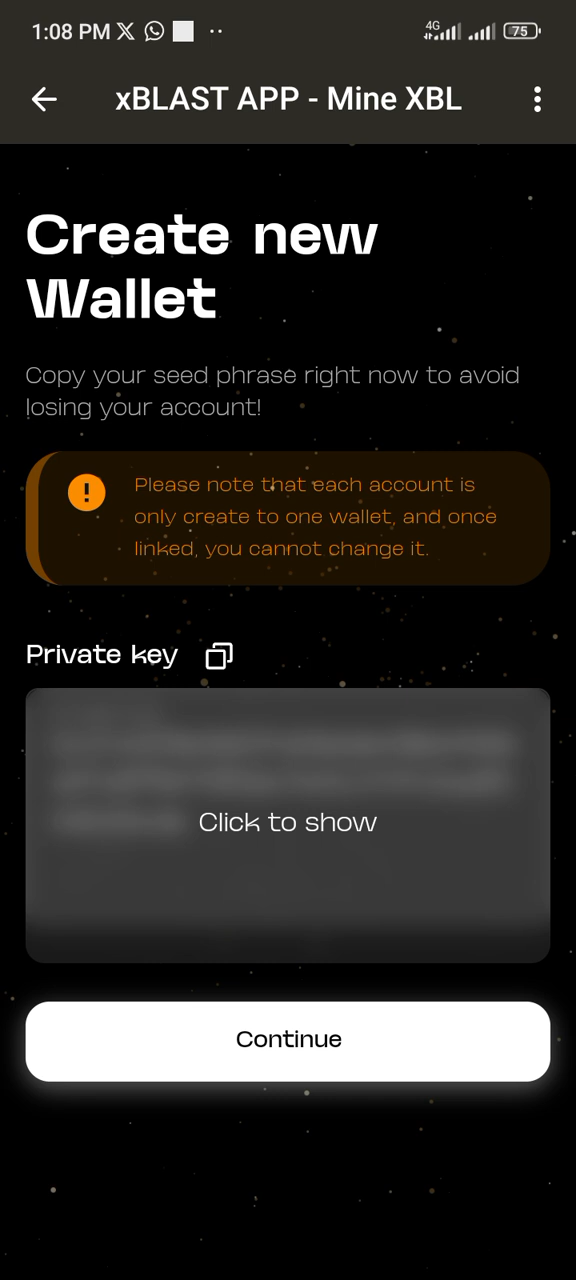 1:08 PM
4G
75
xBLAST APP - Mine XBL
Create new
Wallet
Copy your seed phrase right now to avoid
losing your account!
Please note that each account is
only create to one wallet, and once
linked, you cannot change it.
Private key
Click to show
Continue